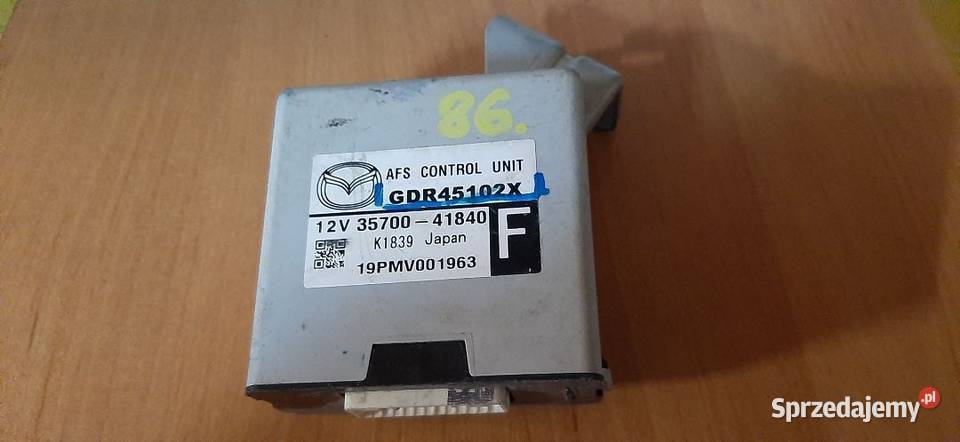 86.
AFS CONTROL UNIT
GDR45102X
12V 35700-41840
K1839 Japan
F
19PMV001963
Sprzedajemy.pl